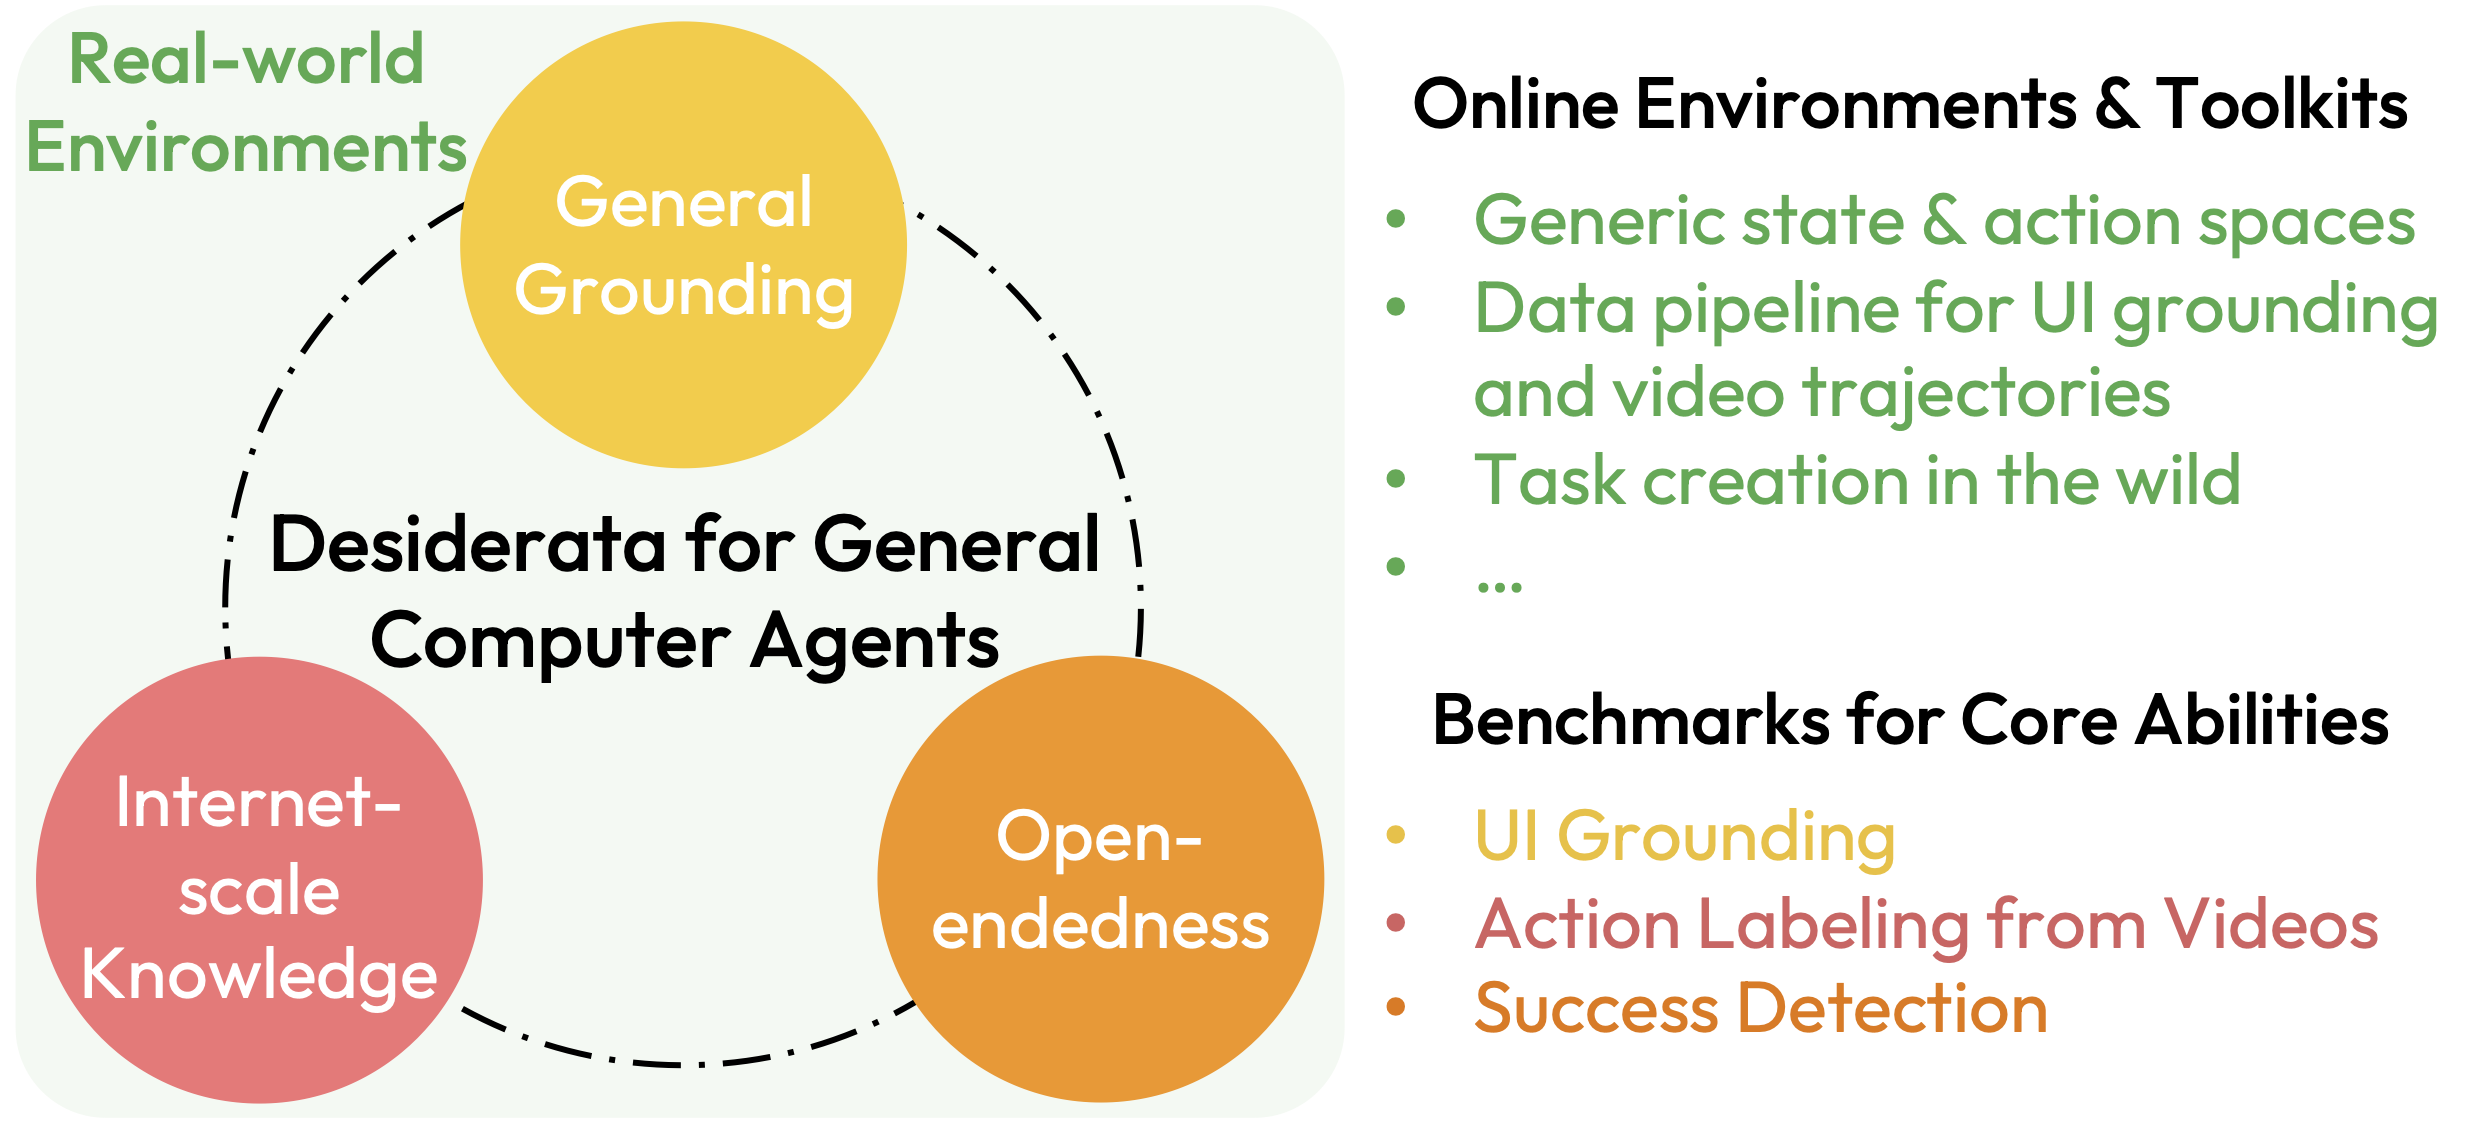 Real-world
Environments
General
Grounding
Desiderata for General
Computer Agents
Internet-
scale
Knowledge
Open-
endedness
Online Environments & Toolkits
• Generic state & action spaces
• Data pipeline for UI grounding
and video trajectories
• Task creation in the wild
• ...
Benchmarks for Core Abilities
• UI Grounding
• Action Labeling from Videos
• Success Detection